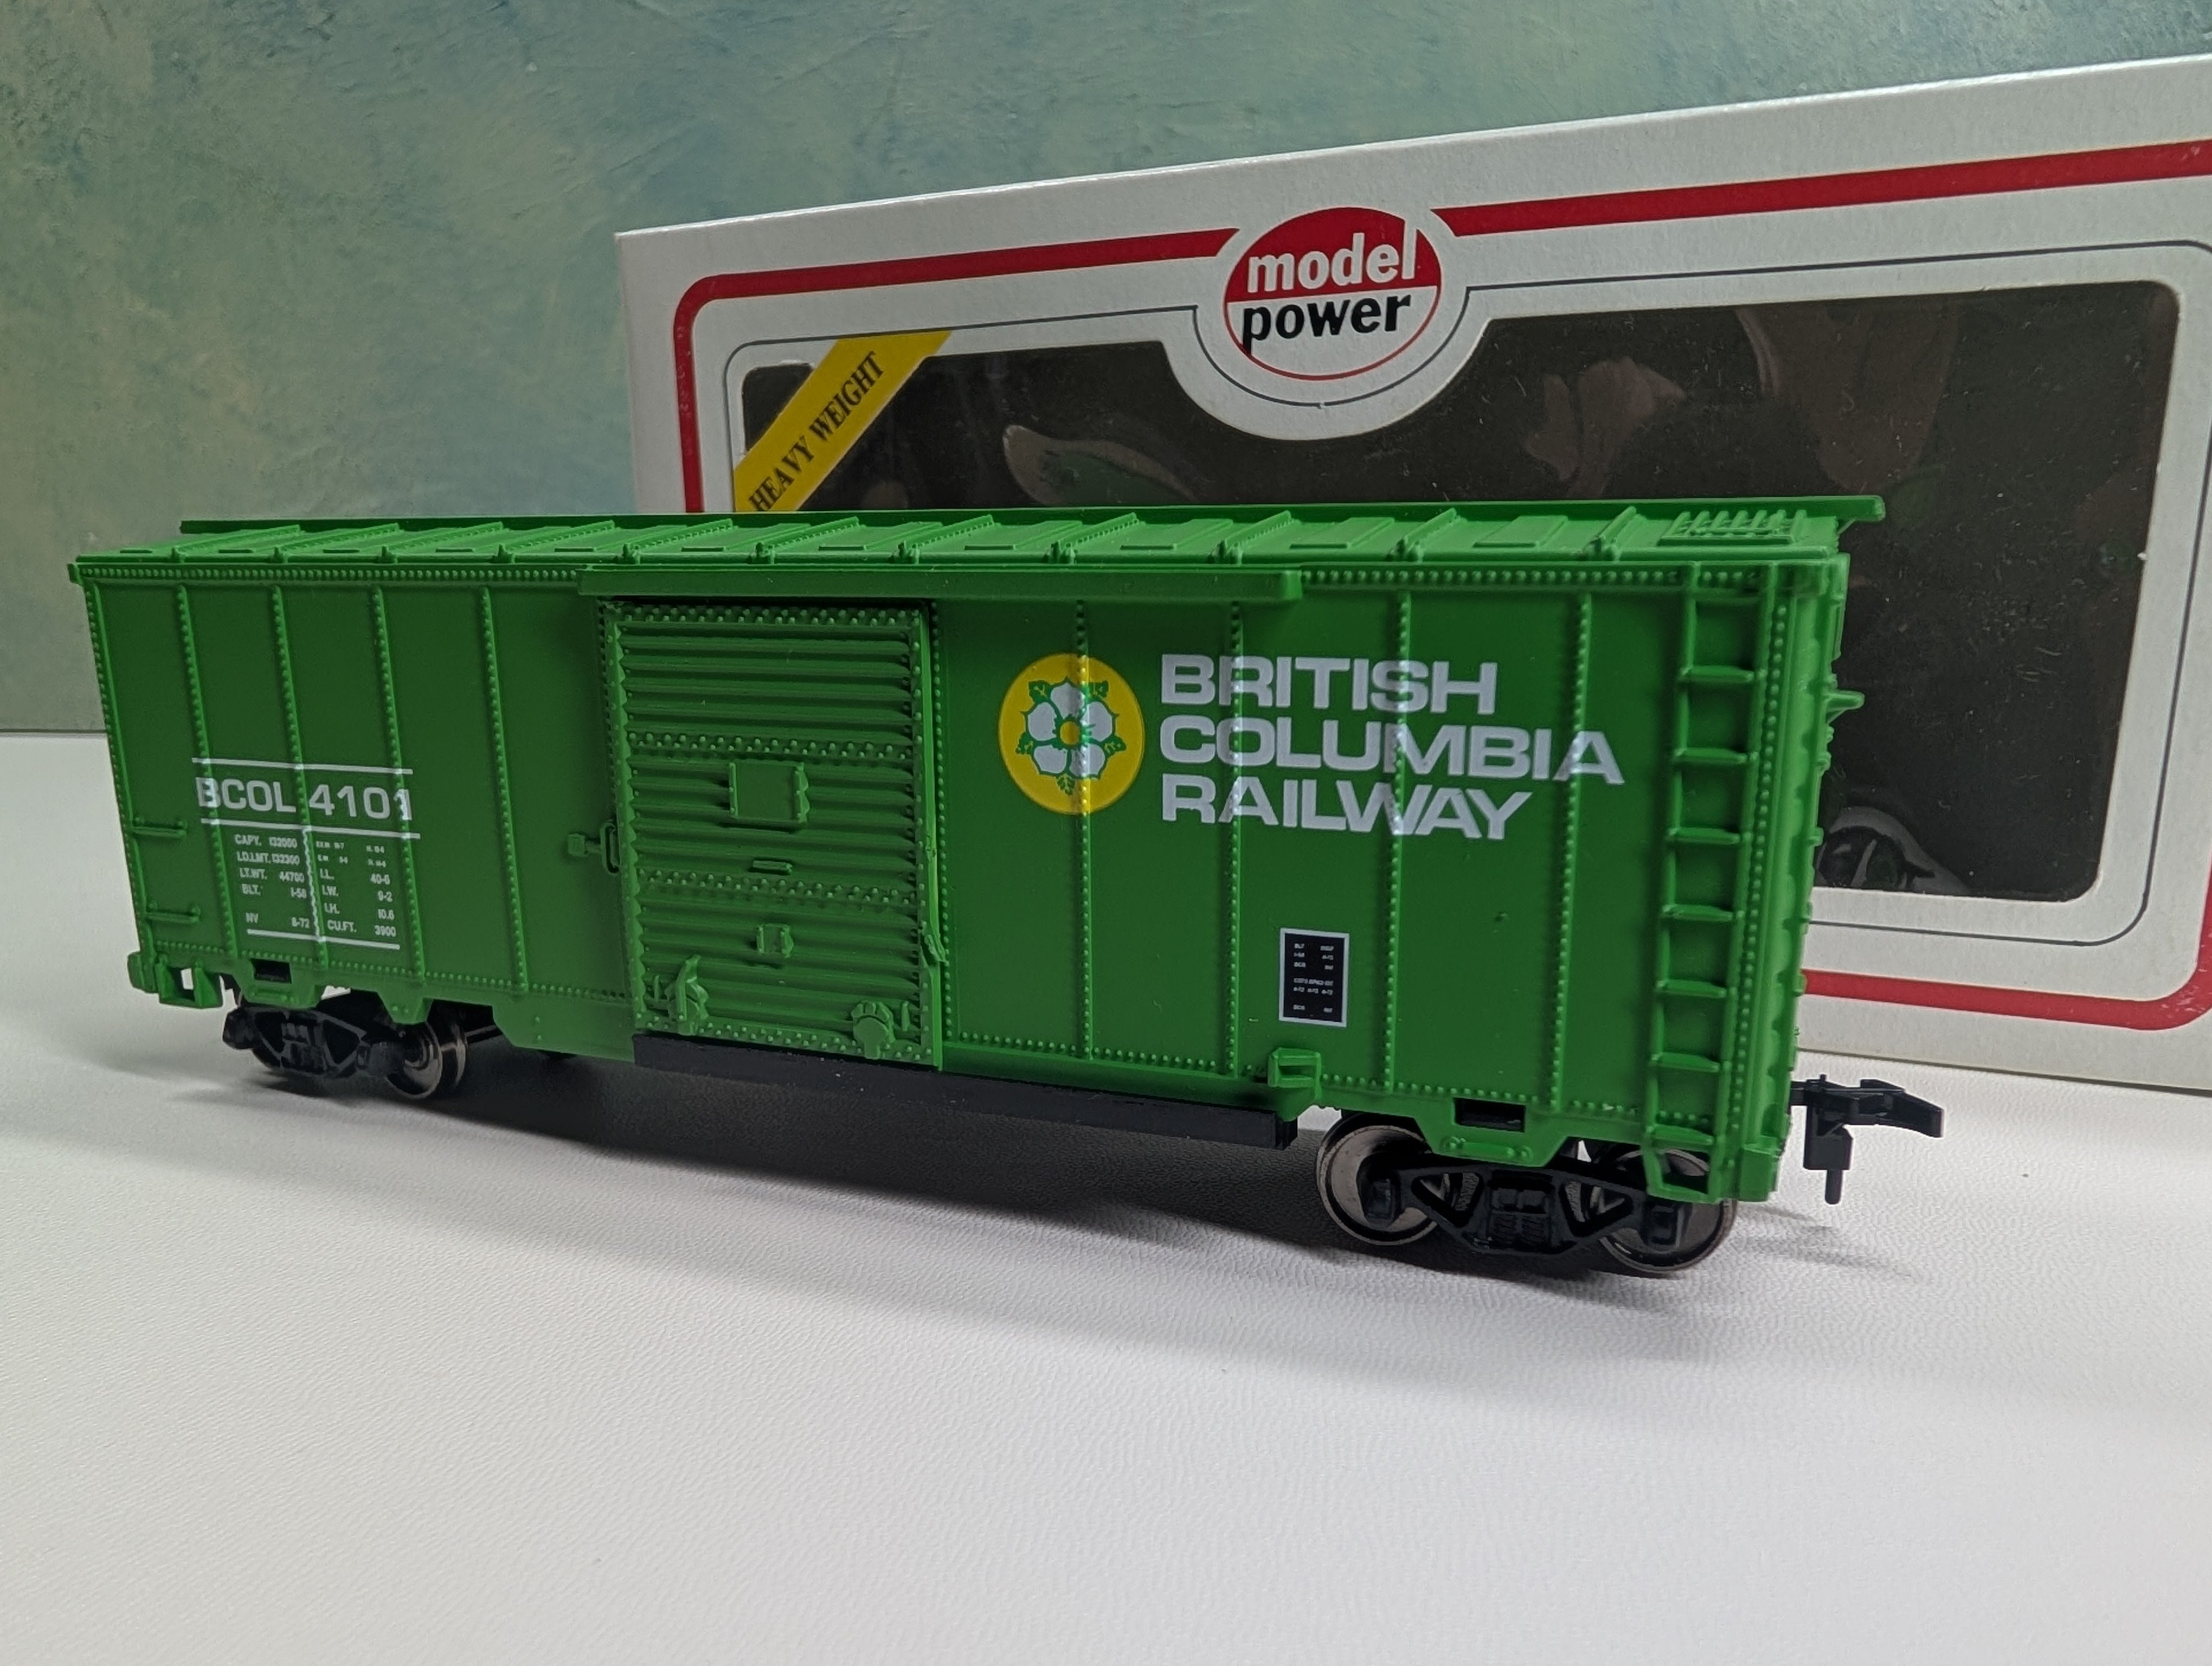 model
power
HEAVY WEIGHT
BRITISH
COLUMBIA
RAILWAY
BCOL 4101
CAPY. 132000
LD.LMT. 132300
LT.WT. 44700 I.L. 40-6
BLT. 1-58 I.W. 9-2
I.H. 10.6
NV 8-72 CU.FT. 3900